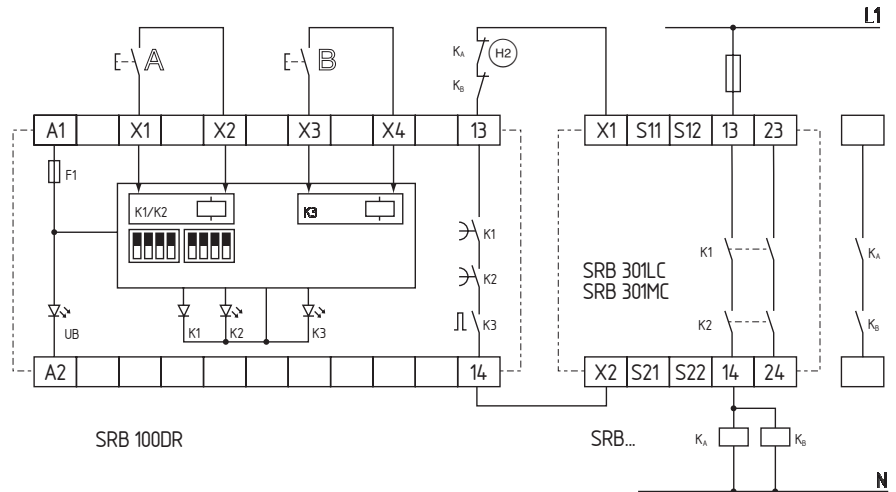 L1
A
B
KA
H2
KB
A1 X1 X2 X3 X4 13
X1 S11 S12 13 23
F1
K1/K2
K3
K1
K2
K3
K1
KA
SRB 301LC
SRB 301MC
K2
KB
UB
K1 K2 K3
A2 14
X2 S21 S22 14 24
SRB 100DR
SRB...
KA
KB
N